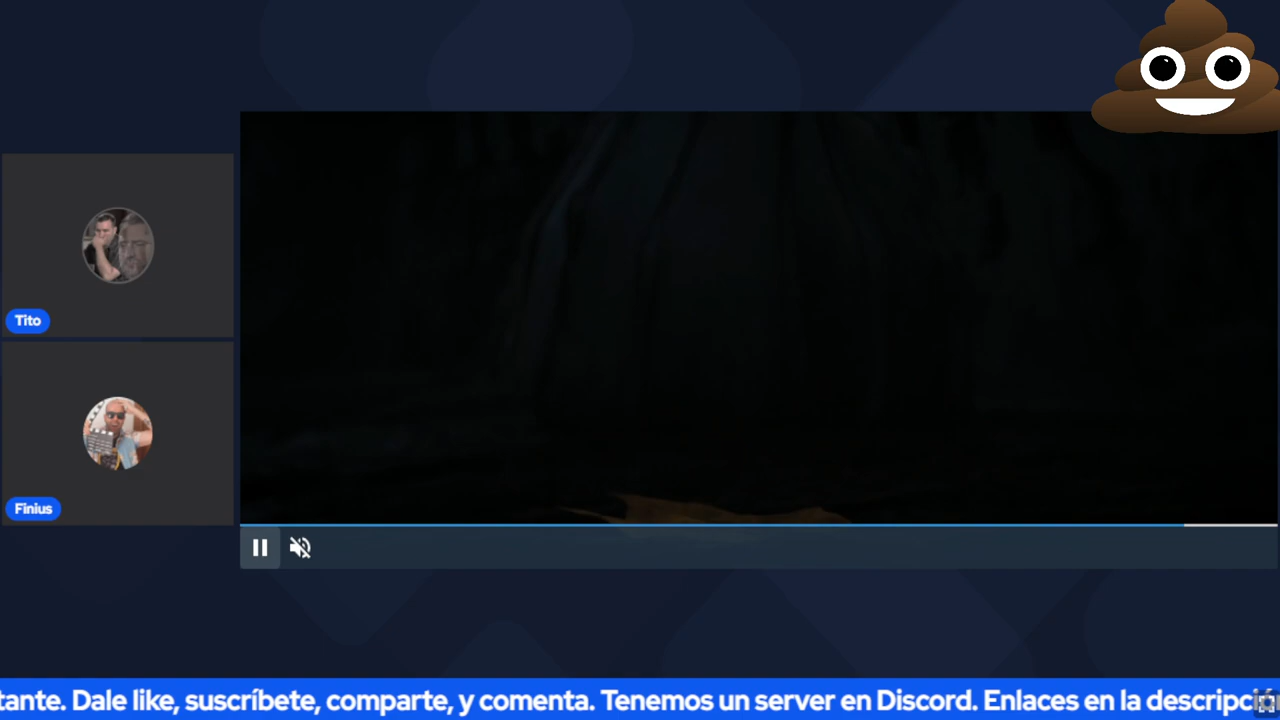 Tito
Finius
tante. Dale like, suscríbete, comparte, y comenta. Tenemos un server en Discord. Enlaces en la descripci